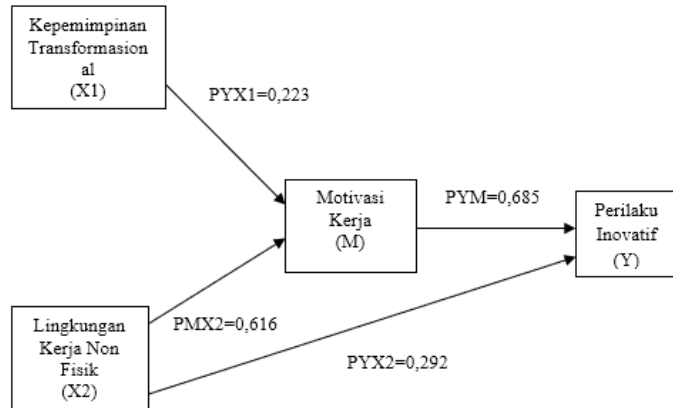 Kepemimpinan
Transformasion
al
(X1)
PYX1=0,223
Motivasi
Kerja
(M)
PYM=0,685
Perilaku
Inovatif
(Y)
Lingkungan
Kerja Non
Fisik
(X2)
PMX2=0,616
PYX2=0,292